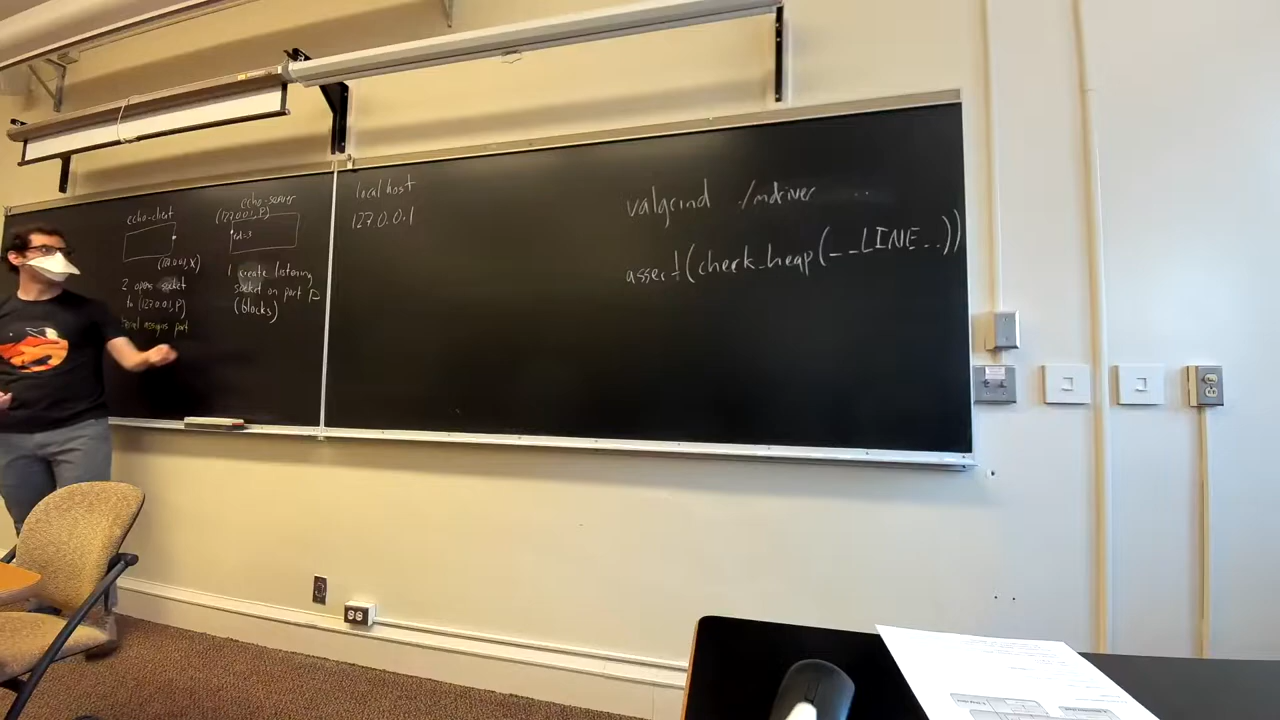 echo-client
(127.0.0.1, X)
2 opens socket
to (127.0.0.1, P)
kernel assigns port
echo-server
(127.0.0.1, P)
fd=3
1 create listening
socket on port P
(blocks)
localhost
127.0.0.1
valgrind ./mdriver ..
assert(check_heap(__LINE__))